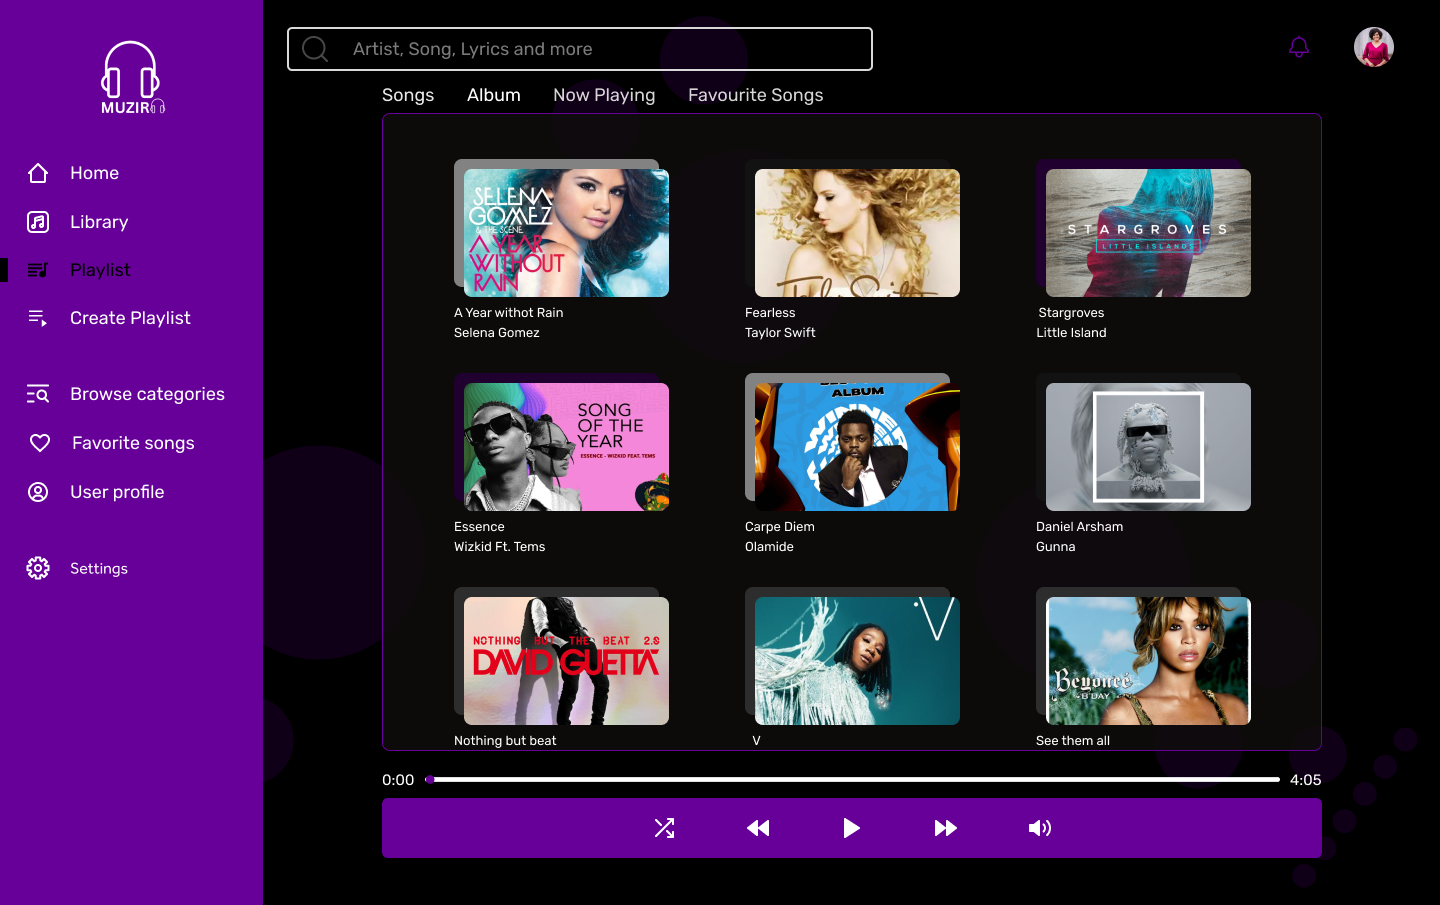 MUZIR
Home
Library
Playlist
Create Playlist
Browse categories
Favorite songs
User profile
Settings
Artist, Song, Lyrics and more
Songs Album Now Playing Favourite Songs
SELENA
GOMEZ
& THE SCENE
A YEAR
WITHOUT
RAIN
A Year withot Rain
Selena Gomez
Taylor Swift
Fearless
Taylor Swift
STARGROVES
LITTLE ISLANDS
Stargroves
Little Island
SONG
OF THE
YEAR
ESSENCE - WIZKID FEAT. TEMS
Essence
Wizkid Ft. Tems
ALBUM
WINNER
Carpe Diem
Olamide
Daniel Arsham
Gunna
NOTHING BUT THE BEAT 2.0
DAVID GUETTA
Nothing but beat
V
V
Beyoncé
B'DAY
See them all
0:00 4:05